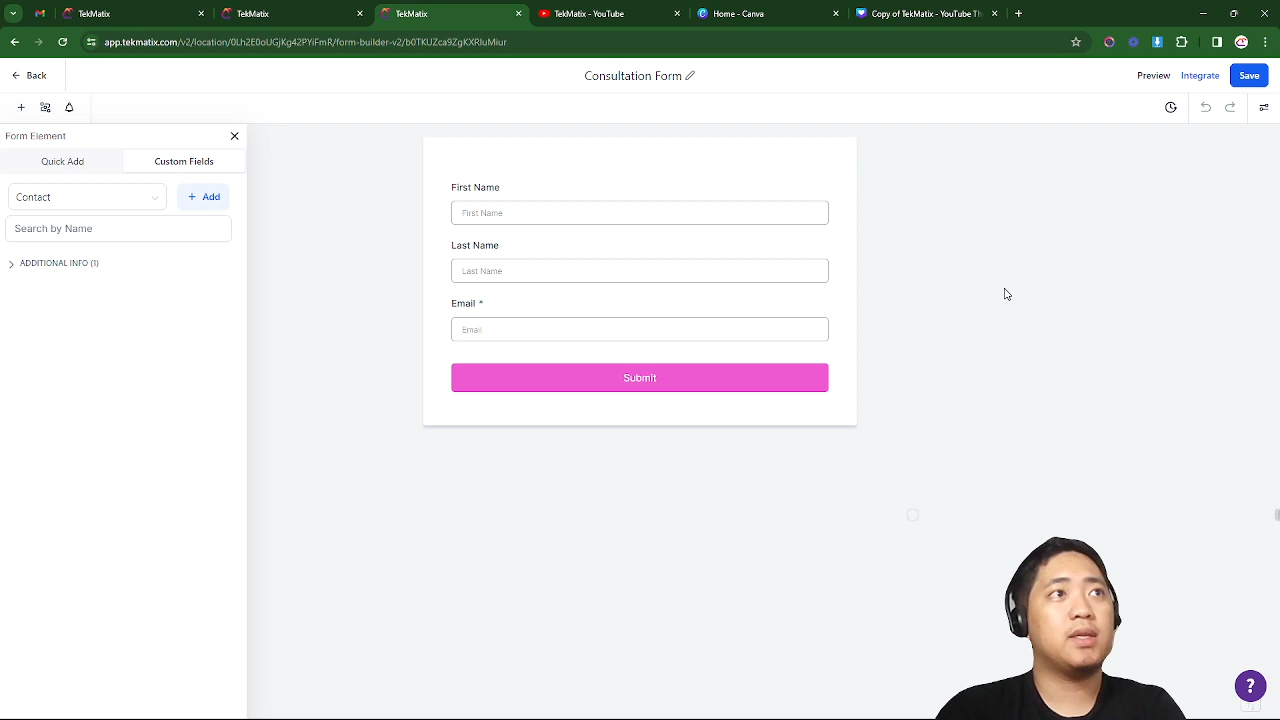 TekMatix
TekMatix
TekMatix
TekMatix - YouTube
Home - Canva
Copy of TekMatix - YouTube Th
app.tekmatix.com/v2/location/0Lh2E0oUGJKg42PYiFmR/form-builder-v2/b0TKUZca9ZgKXRluMiur
Back
Consultation Form
Preview
Integrate
Save
Form Element
Quick Add
Custom Fields
Contact
+ Add
Search by Name
ADDITIONAL INFO (1)
First Name
First Name
Last Name
Last Name
Email *
Email
Submit
?